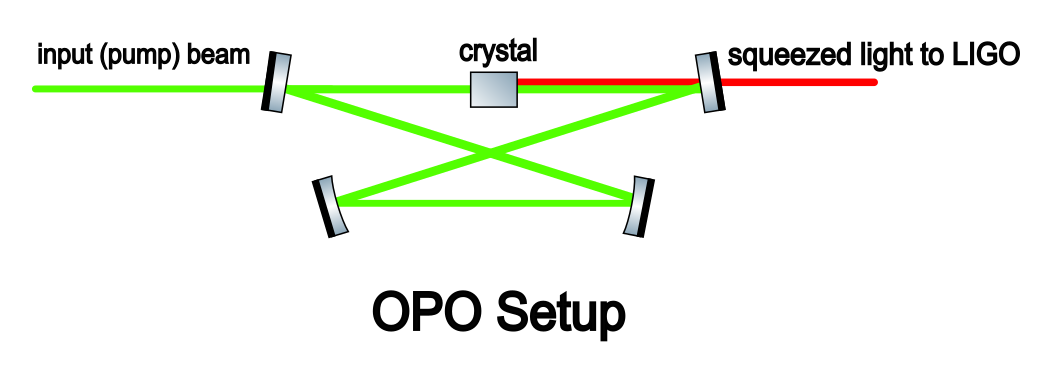 input (pump) beam
crystal
squeezed light to LIGO
OPO Setup